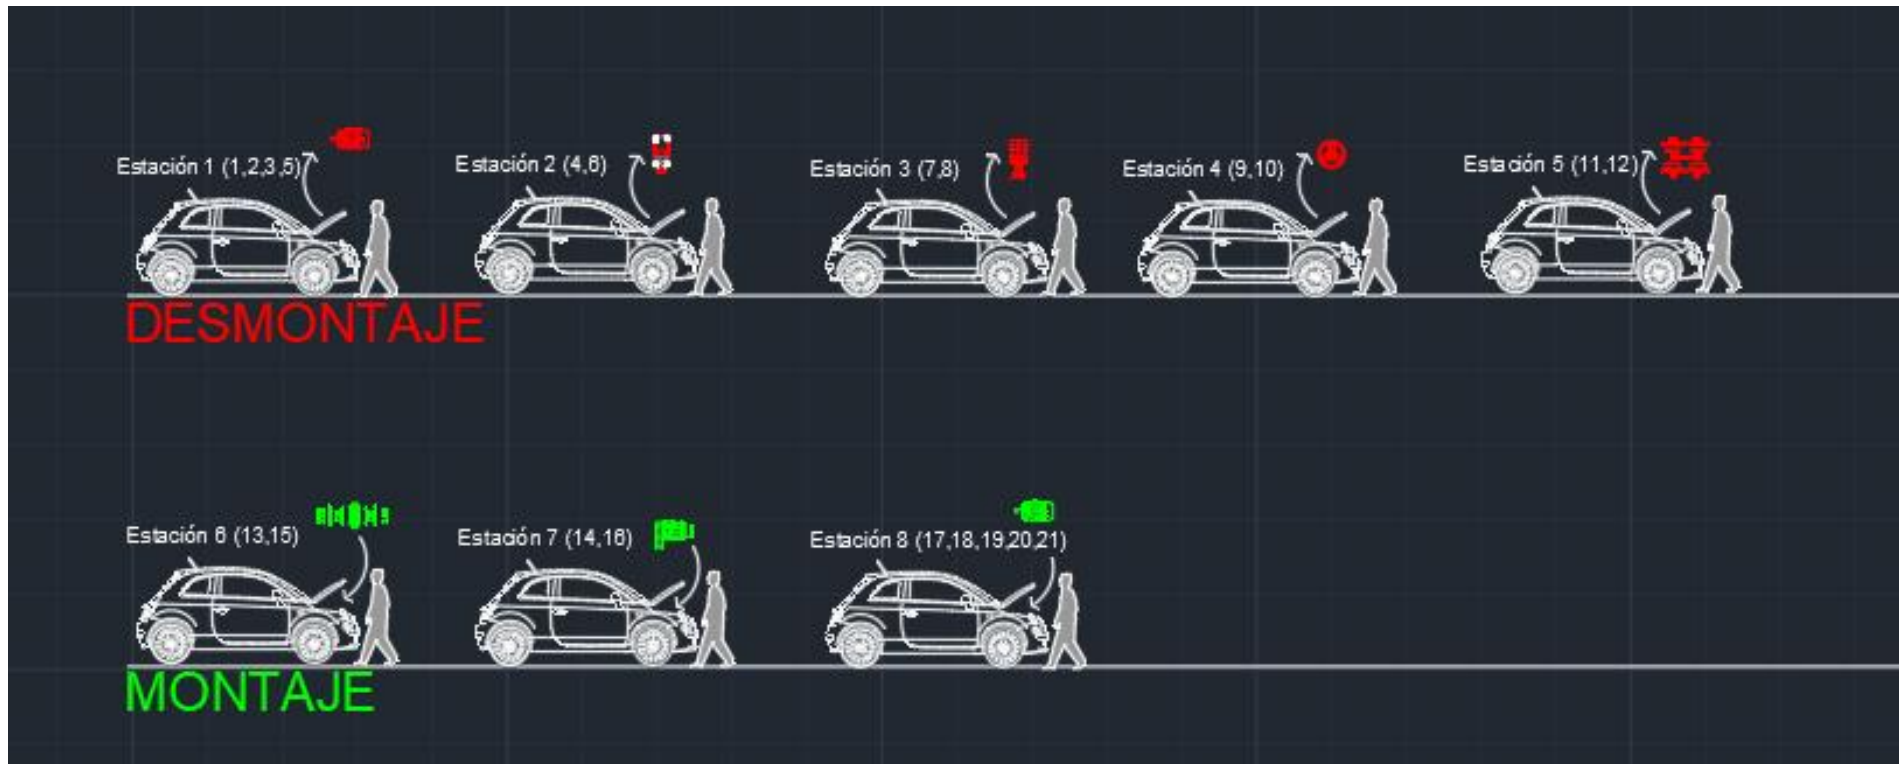 Estación 1 (1,2,3,5)
Estación 2 (4,6)
Estación 3 (7,8)
Estación 4 (9,10)
Estación 5 (11,12)
DESMONTAJE
Estación 6 (13,15)
Estación 7 (14,16)
Estación 8 (17,18,19,20,21)
MONTAJE